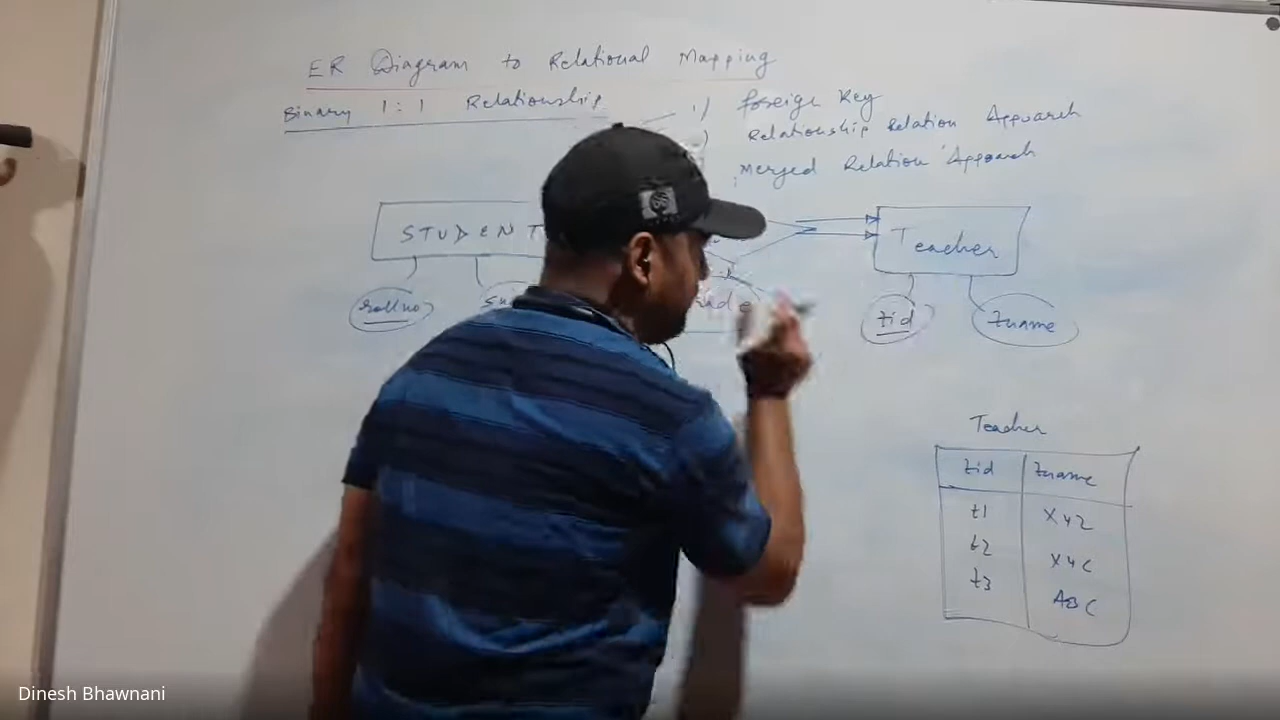 ER Diagram to Relational Mapping
Binary 1:1 Relationship
1) foreign Key
) Relationship Relation Approach
Merged Relation Approach
STUDENT
Teacher
rollno
tid
tname
Teacher
tid tname
t1 XYZ
t2 XYC
t3 ABC
Dinesh Bhawnani